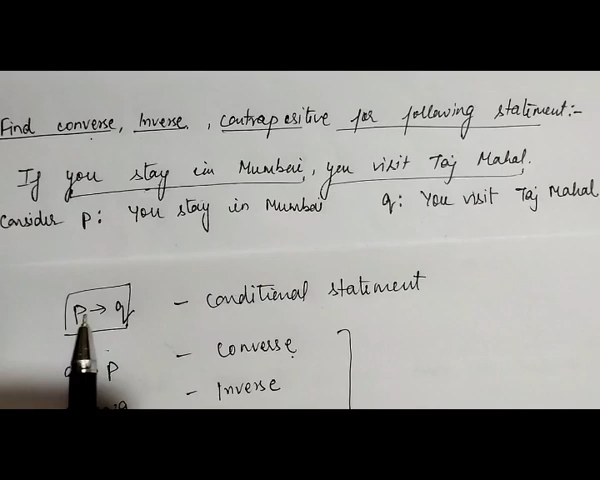 Find converse, Inverse, contrapositive for following statement:-
If you stay in Mumbai, you visit Taj Mahal.
Consider p: You stay in Mumbai q: You visit Taj Mahal
p → q - conditional statement
p - Converse
- Inverse